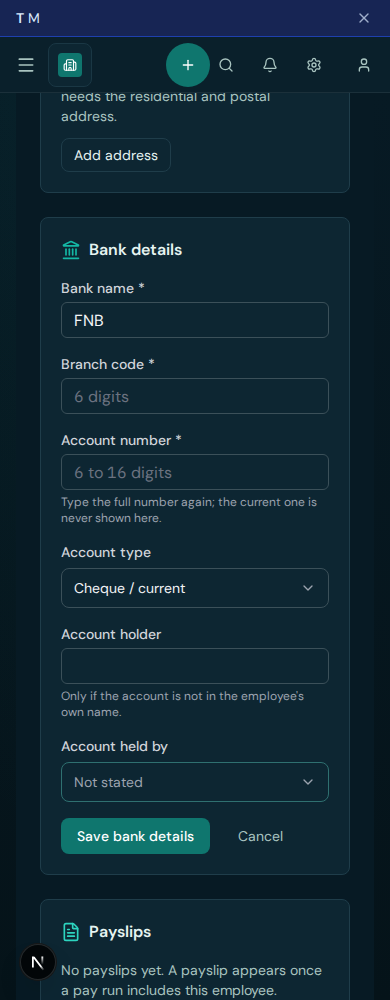 T M
needs the residential and postal
address.
Add address
Bank details
Bank name *
FNB
Branch code *
6 digits
Account number *
6 to 16 digits
Type the full number again; the current one is
never shown here.
Account type
Cheque / current
Account holder
Only if the account is not in the employee's
own name.
Account held by
Not stated
Save bank details
Cancel
Payslips
N
No payslips yet. A payslip appears once
a pay run includes this employee.